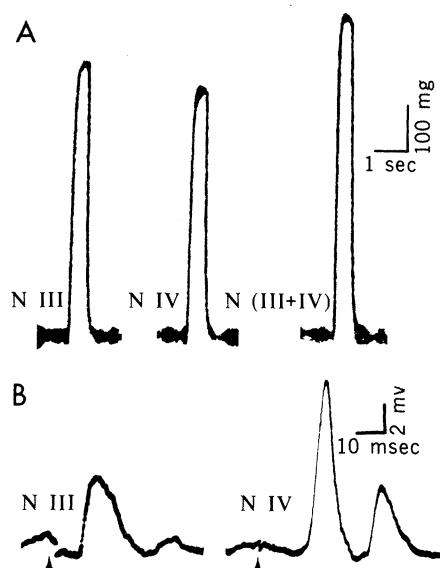 A
100 mg
1 sec
N III N IV N (III+IV)
B
2 mv
10 msec
N III N IV